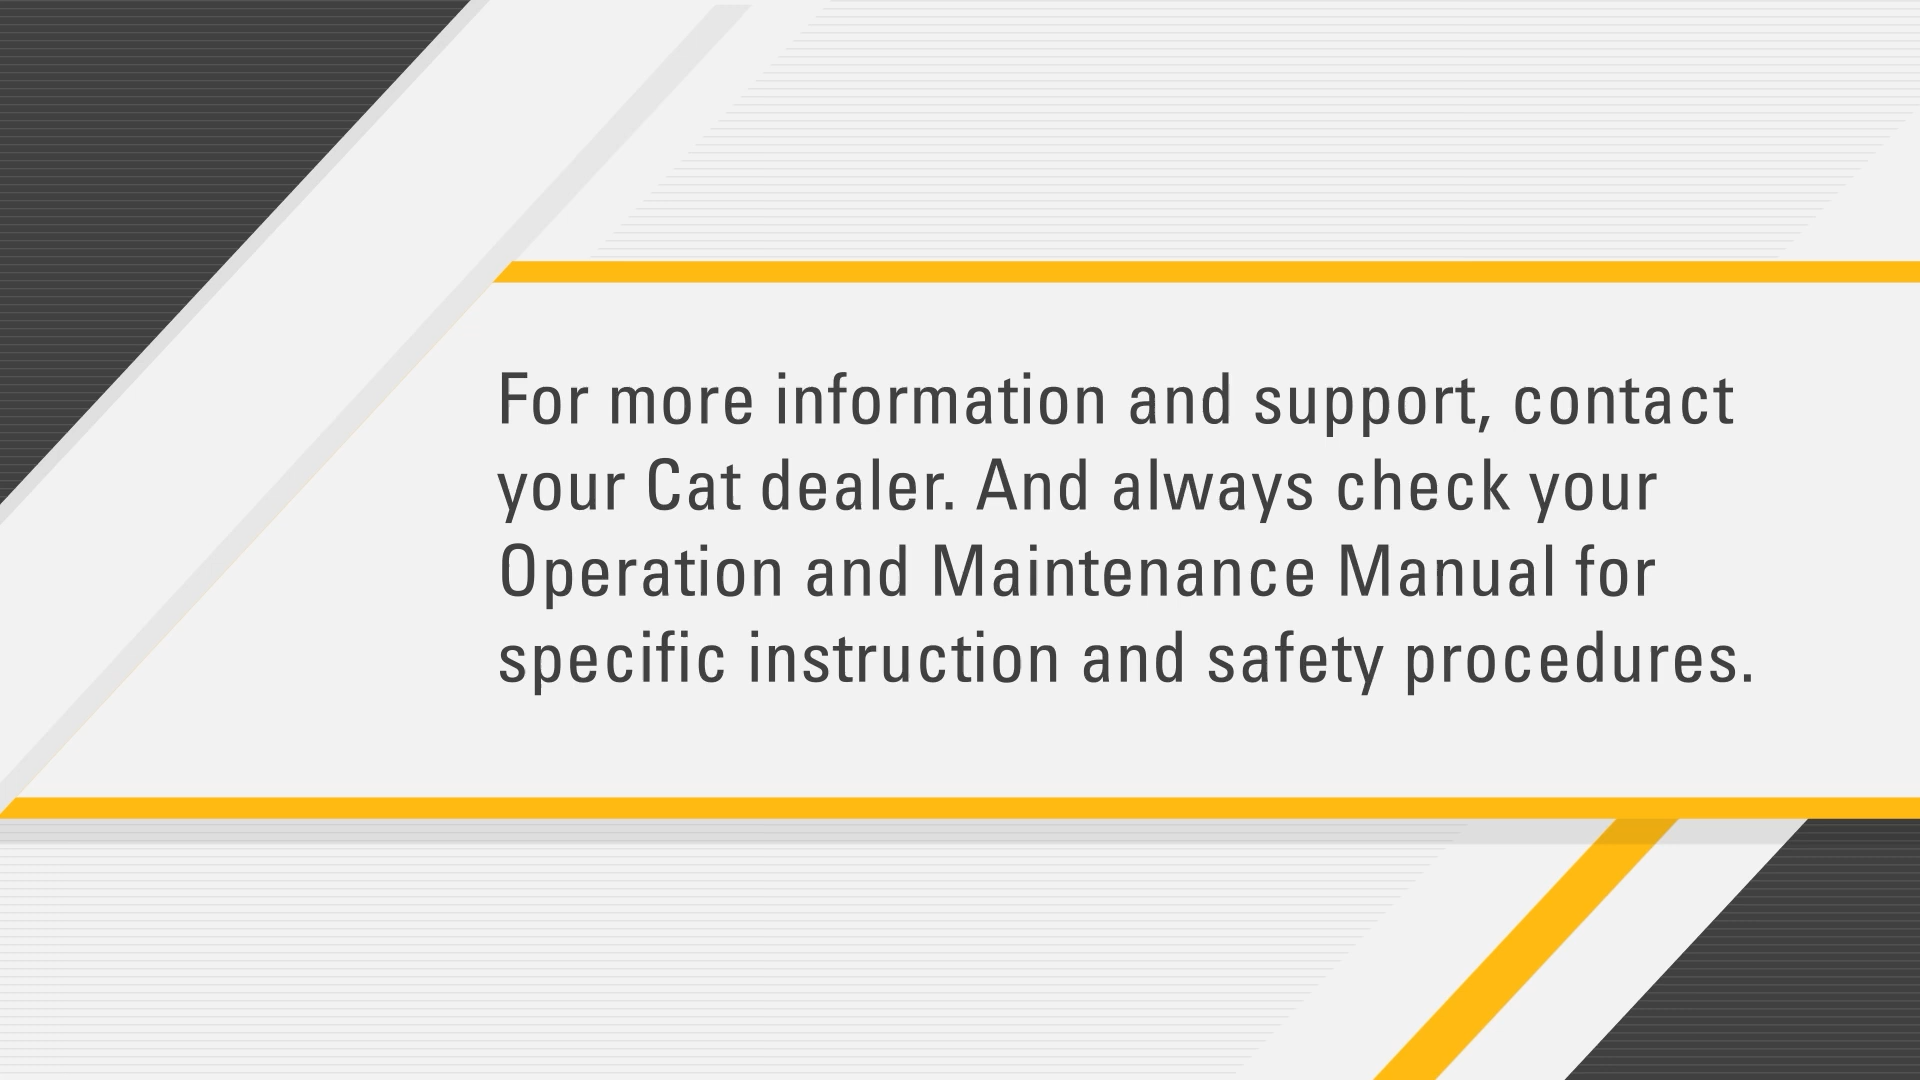 For more information and support, contact
your Cat dealer. And always check your
Operation and Maintenance Manual for
specific instruction and safety procedures.